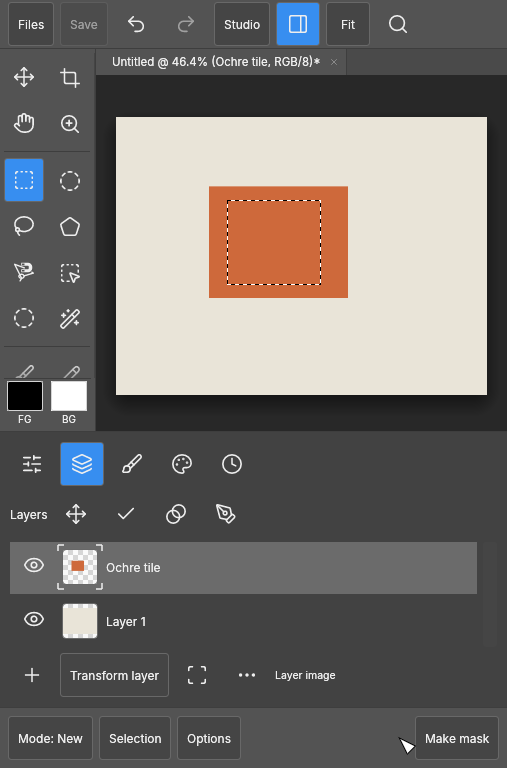 Files Save Studio Fit
Untitled @ 46.4% (Ochre tile, RGB/8)* ×
FG BG
Layers
Ochre tile
Layer 1
Transform layer Layer image
Mode: New Selection Options Make mask